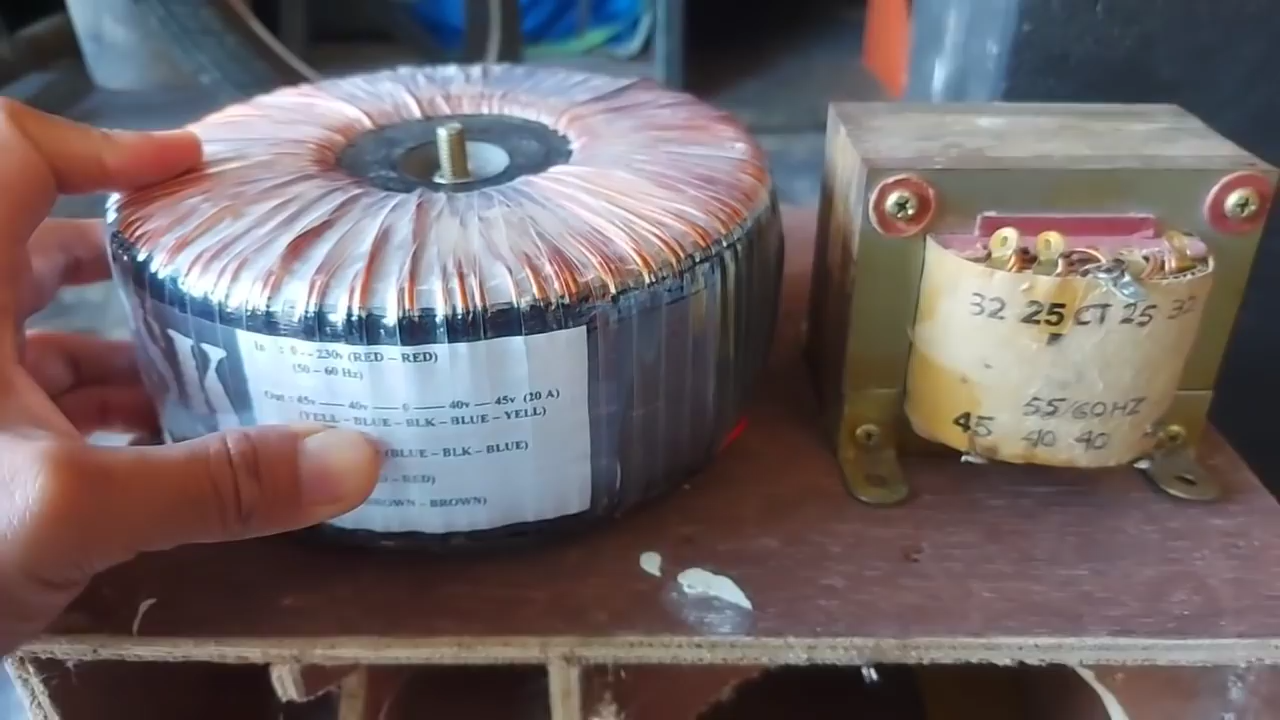 In : 0 -- 230v (RED – RED)
(50 – 60 Hz)
Out : 45v —— 40v —— 0 —— 40v —— 45v (20 A)
(YELL – BLUE – BLK – BLUE – YELL)
(BLUE – BLK – BLUE)
– RED)
BROWN – BROWN)
32 25 CT 25 32
55/60HZ
45 40 40